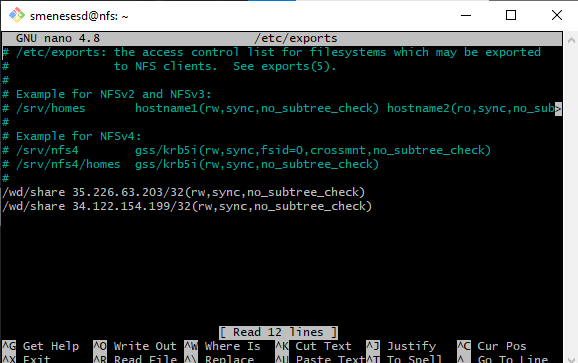 smenesesd@nfs: ~
GNU nano 4.8 /etc/exports
# /etc/exports: the access control list for filesystems which may be exported
# to NFS clients. See exports(5).
#
# Example for NFSv2 and NFSv3:
# /srv/homes hostname1(rw,sync,no_subtree_check) hostname2(ro,sync,no_sub>
#
# Example for NFSv4:
# /srv/nfs4 gss/krb5i(rw,sync,fsid=0,crossmnt,no_subtree_check)
# /srv/nfs4/homes gss/krb5i(rw,sync,no_subtree_check)
#
/wd/share 35.226.63.203/32(rw,sync,no_subtree_check)
/wd/share 34.122.154.199/32(rw,sync,no_subtree_check)
[ Read 12 lines ]
^G Get Help ^O Write Out ^W Where Is ^K Cut Text ^J Justify ^C Cur Pos
^X Exit ^R Read File ^\ Replace ^U Paste Text ^T To Spell ^_ Go To Line